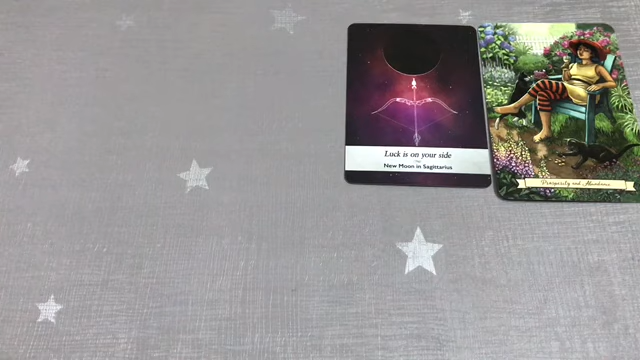 Luck is on your side
New Moon in Sagittarius
Prosperity and Abundance